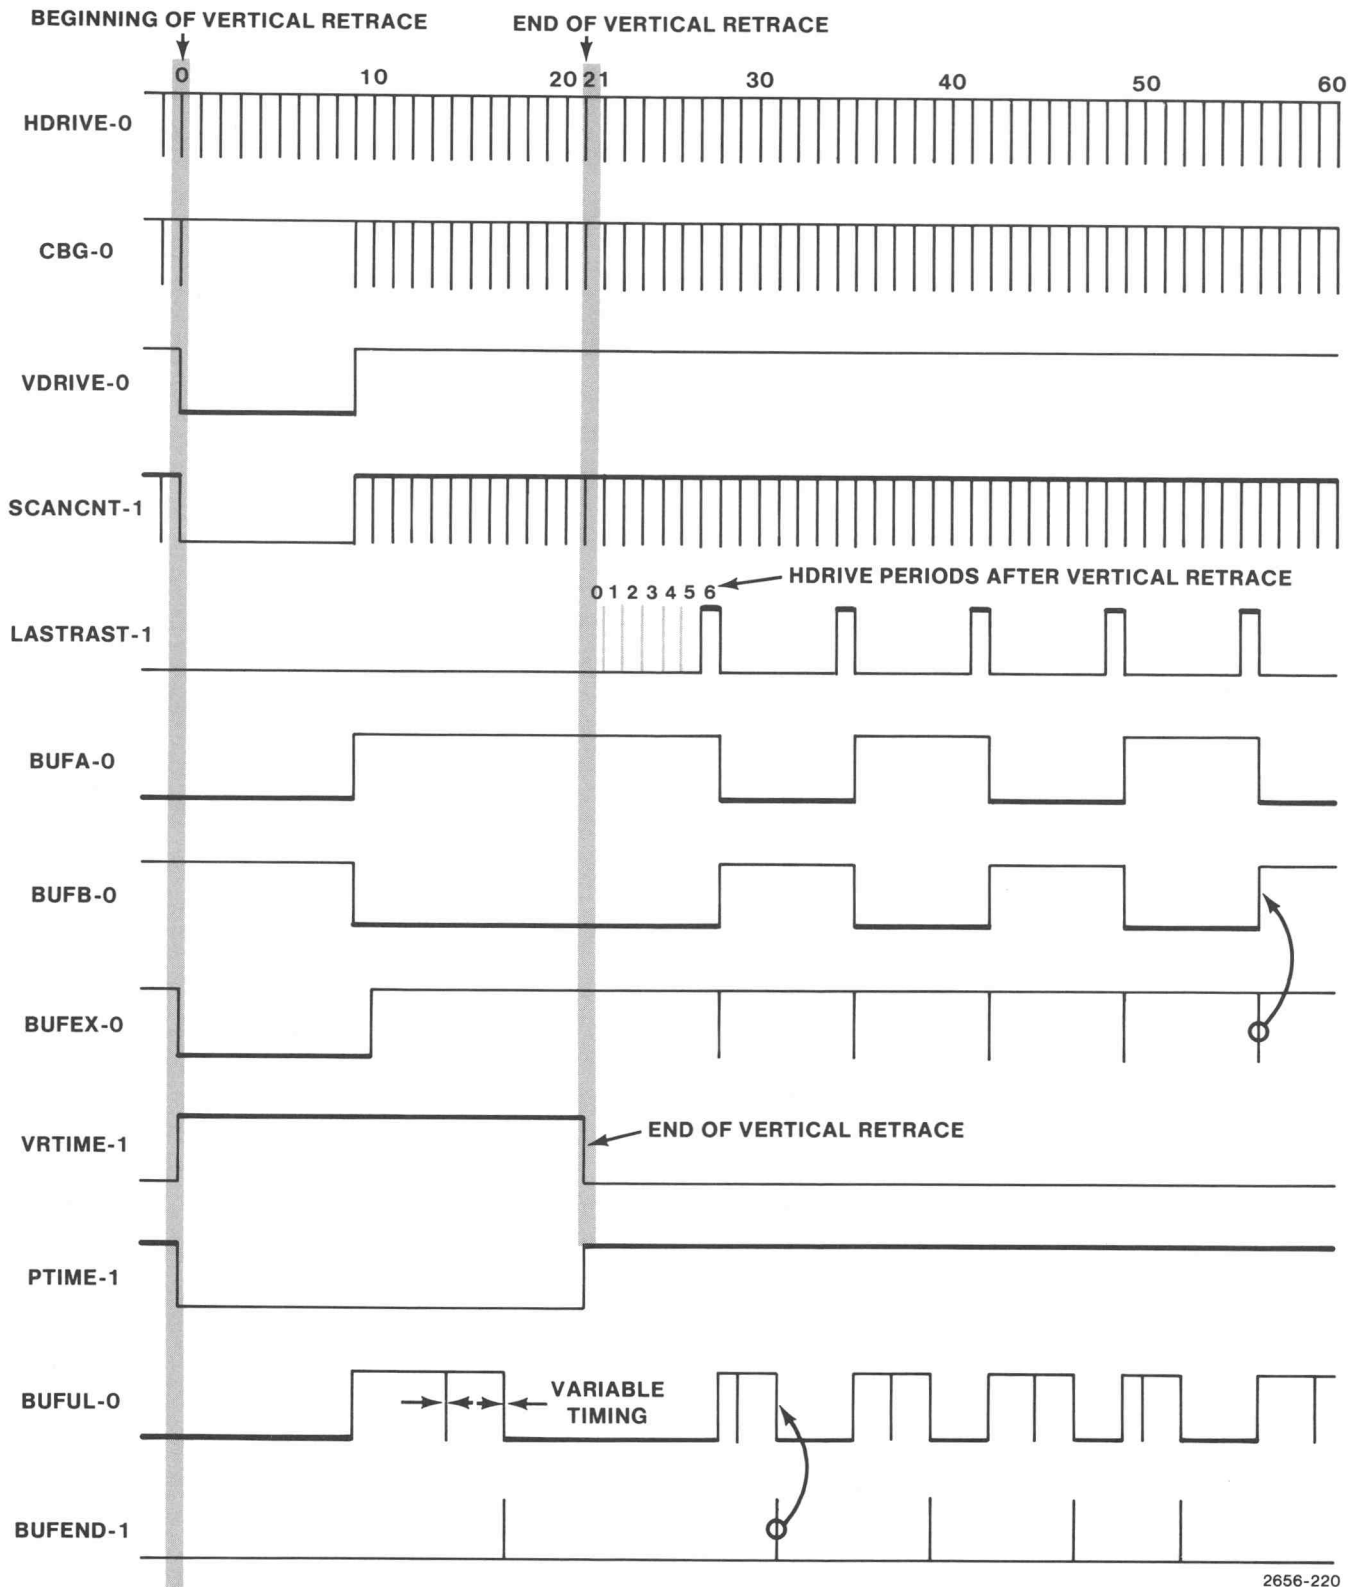 BEGINNING OF VERTICAL RETRACE
END OF VERTICAL RETRACE
0 10 20 21 30 40 50 60
HDRIVE-0
CBG-0
VDRIVE-0
SCANCNT-1
HDRIVE PERIODS AFTER VERTICAL RETRACE
0 1 2 3 4 5 6
LASTRAST-1
BUFA-0
BUFB-0
BUFEX-0
VRTIME-1
END OF VERTICAL RETRACE
PTIME-1
BUFUL-0
VARIABLE
TIMING
BUFEND-1
2656-220